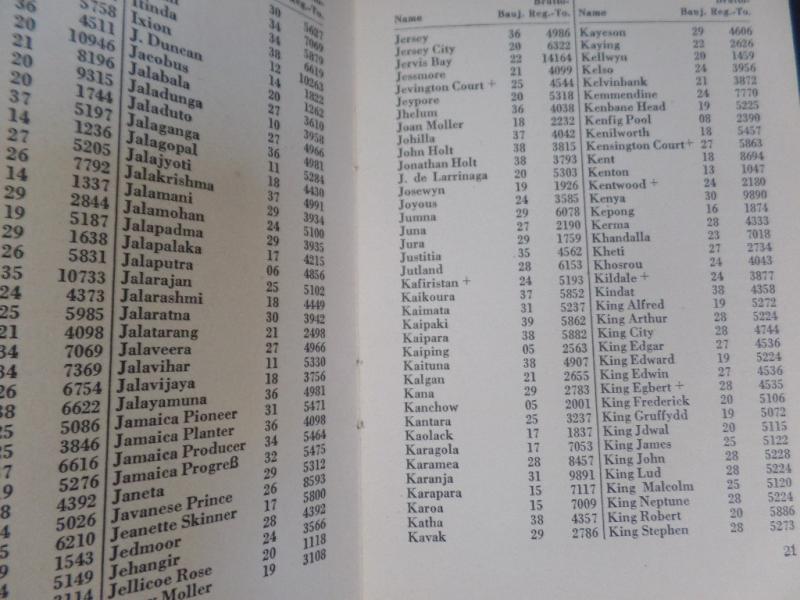 36 5758
20 4511
21 10946
20 8196
20 9315
37 1744
14 5197
27 1236
26 5205
14 7792
29 1337
19 2844
29 5187
26 1638
35 5831
24 10733
25 4373
21 5985
34 4098
34 7069
26 7369
38 6754
25 6622
25 5086
3846
19 6616
5276
4392
5026
6210
1543
5149
3114
Itinda 30
Ixion 34 5627
J. Duncan 34 7069
Jacobus 38 5879
Jalabala 12 6619
Jaladunga 14 10263
Jaladuto 20 1822
Jalaganga 27 1262
Jalagopal 10 3610
Jalajyoti 27 3958
Jalakrishma 36 4966
Jalamani 11 4981
Jalamohan 18 5284
Jalapadma 37 4430
Jalapalaka 29 4991
Jalaputra 24 3934
Jalarajan 29 5100
Jalarashmi 17 3935
Jalaratna 06 4215
Jalatarang 25 4856
Jalaveera 18 5102
Jalavihar 30 4449
Jalavijaya 21 3942
Jalayamuna 27 2498
Jamaica Pioneer 11 4966
Jamaica Planter 18 5330
Jamaica Producer 36 3756
Jamaica Progreß 31 4981
Janeta 36 5471
Javanese Prince 34 4098
Jeanette Skinner 32 5464
Jedmoor 29 5475
Jehangir 26 5312
Jellicoe Rose 17 8593
Moller 28 5800
24 4392
20 3566
19 1118
3108
Name Bauj. Brutto-Reg.-To. Name Bauj. Brutto-Reg.-To.
Jersey 36 4986 Kayeson 29 4606
Jersey City 20 6322 Kaying 22 2626
Jervis Bay 22 14164 Kellwyn 20 1459
Jessmore 21 4099 Kelso 24 3956
Jevington Court + 25 4544 Kelvinbank 21 3872
Jeypore 20 5318 Kemmendine 24 7770
Jhelum 36 4038 Kenbane Head 19 5225
Joan Moller 18 2232 Kenfig Pool 08 2390
Johilla 37 4042 Kenilworth 18 5457
John Holt 38 3815 Kensington Court + 27 5863
Jonathan Holt 38 3793 Kent 18 8694
J. de Larrinaga 20 5303 Kenton 13 1047
Josewyn 19 1926 Kentwood + 24 2180
Joyous 24 3585 Kenya 30 9890
Jumna 29 6078 Kepong 16 1874
Juna 27 2190 Kerma 28 4333
Jura 29 1759 Khandalla 23 7018
Justitia 35 4562 Kheti 27 2734
Jutland 28 6153 Khosrou 24 4043
Kafiristan + 24 5193 Kildale + 24 3877
Kaikoura 37 5852 Kindat 38 4358
Kaimata 31 5237 King Alfred 19 5272
Kaipaki 39 5862 King Arthur 28 5224
Kaipara 38 5882 King City 28 4744
Kaiping 05 2563 King Edgar 27 4536
Kaituna 38 4907 King Edward 19 5224
Kalgan 21 2655 King Edwin 27 4536
Kana 29 2783 King Egbert + 28 4535
Kanchow 05 2001 King Frederick 20 5106
Kantara 25 3237 King Gruffydd 19 5072
Kaolack 17 1837 King Jdwal 20 5115
Karagola 17 7053 King James 25 5122
Karamea 28 8457 King John 28 5228
Karanja 31 9891 King Lud 28 5224
Karapara 15 7117 King Malcolm 25 5120
Karoa 15 7009 King Neptune 28 5224
Katha 38 4357 King Robert 20 5886
Kavak 29 2786 King Stephen 28 5273
21